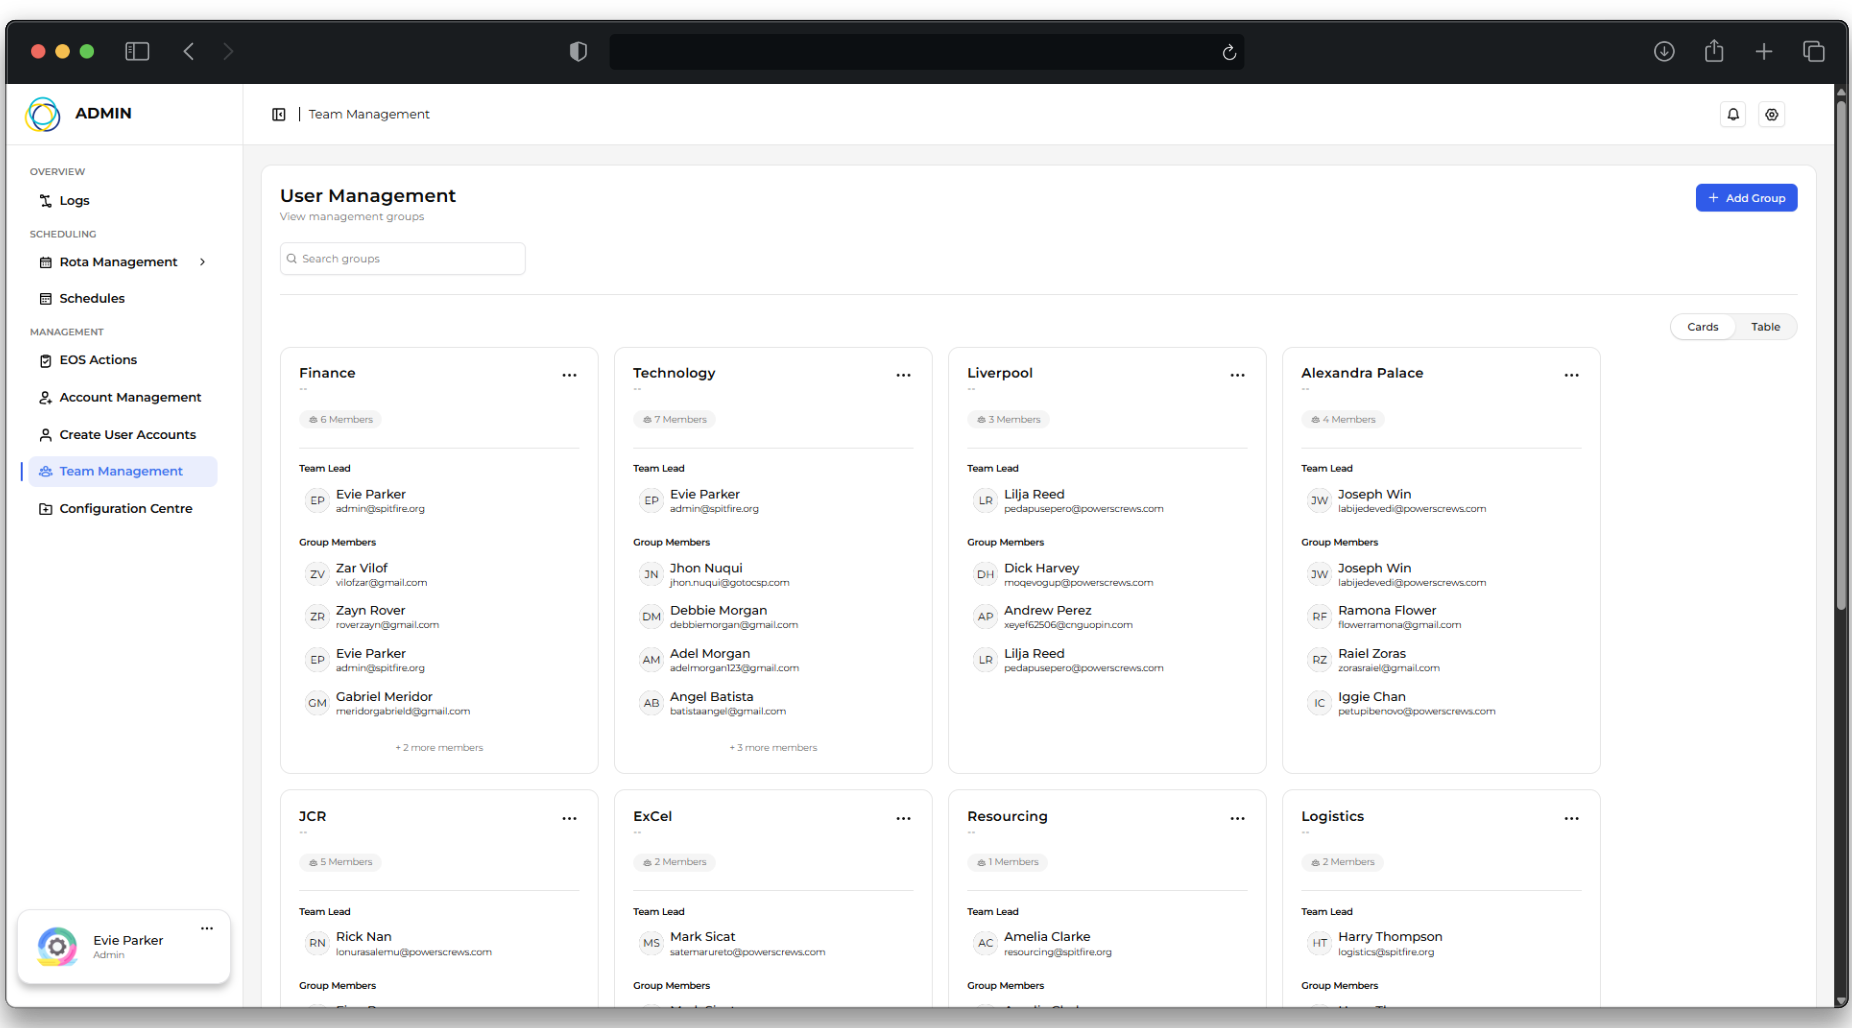 ADMIN
Team Management
OVERVIEW
Logs
SCHEDULING
Rota Management
Schedules
MANAGEMENT
EOS Actions
Account Management
Create User Accounts
Team Management
Configuration Centre
Evie Parker
Admin
User Management
View management groups
+ Add Group
Search groups
Cards Table
Finance
--
6 Members
Team Lead
EP Evie Parker
admin@spitfire.org
Group Members
ZV Zar Vilof
vilofzar@gmail.com
ZR Zayn Rover
roverzayn@gmail.com
EP Evie Parker
admin@spitfire.org
GM Gabriel Meridor
meridorgabrield@gmail.com
+ 2 more members
Technology
--
7 Members
Team Lead
EP Evie Parker
admin@spitfire.org
Group Members
JN Jhon Nuqui
jhon.nuqui@gotocsp.com
DM Debbie Morgan
debbiemorgan@gmail.com
AM Adel Morgan
adelmorgan123@gmail.com
AB Angel Batista
batistaangel@gmail.com
+ 3 more members
Liverpool
--
3 Members
Team Lead
LR Lilja Reed
pedapusepero@powerscrews.com
Group Members
DH Dick Harvey
moqevogup@powerscrews.com
AP Andrew Perez
xeyef62506@cnguopin.com
LR Lilja Reed
pedapusepero@powerscrews.com
Alexandra Palace
--
4 Members
Team Lead
JW Joseph Win
labijedevedi@powerscrews.com
Group Members
JW Joseph Win
labijedevedi@powerscrews.com
RF Ramona Flower
flowerramona@gmail.com
RZ Raiel Zoras
zorasraiel@gmail.com
IC Iggie Chan
petupibenovo@powerscrews.com
JCR
--
5 Members
Team Lead
RN Rick Nan
lonurasalemu@powerscrews.com
Group Members
ExCel
--
2 Members
Team Lead
MS Mark Sicat
satemarureto@powerscrews.com
Group Members
Resourcing
--
1 Members
Team Lead
AC Amelia Clarke
resourcing@spitfire.org
Group Members
Logistics
--
2 Members
Team Lead
HT Harry Thompson
logistics@spitfire.org
Group Members